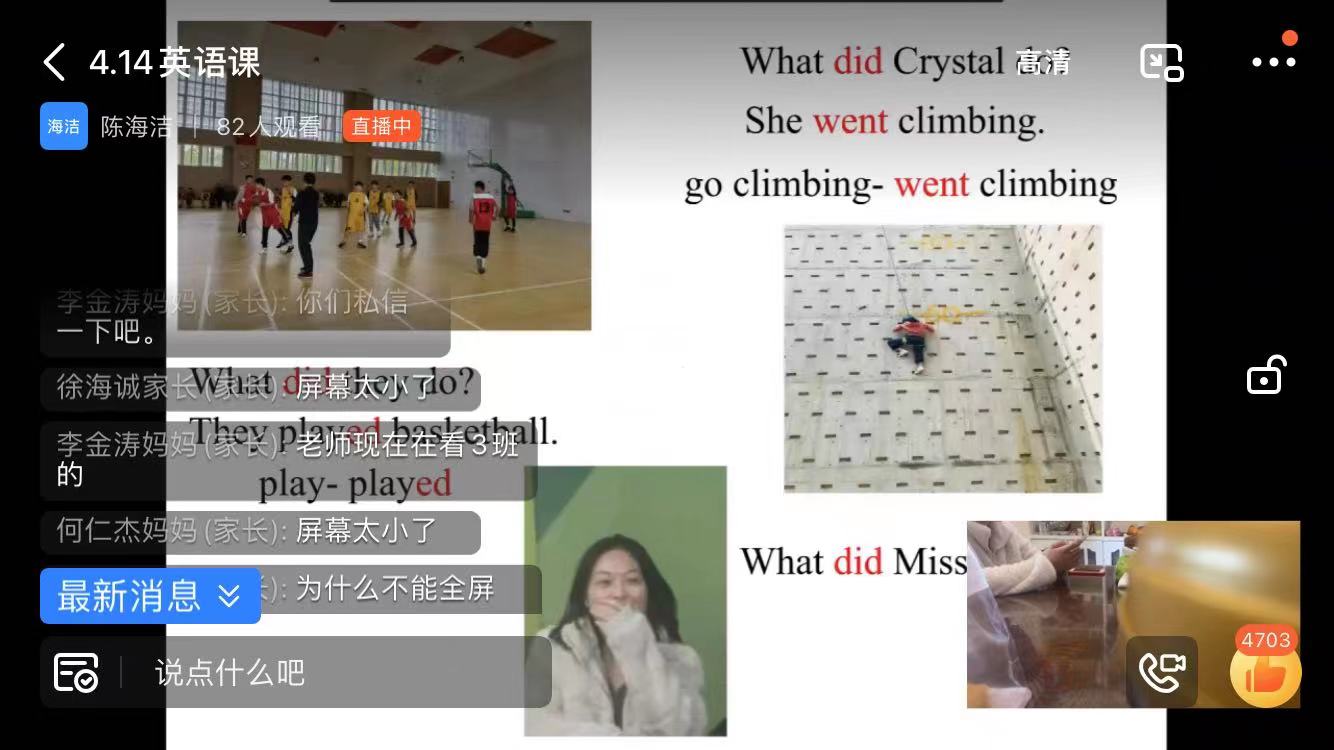 4.14英语课
高清
海洁
陈海洁
82人观看
直播中
What did Crystal do?
She went climbing.
go climbing- went climbing
What did they do?
They played basketball.
play- played
What did Miss
13
李金涛妈妈(家长): 你们私信
一下吧。
徐海诚家长(家长): 屏幕太小了
李金涛妈妈(家长): 老师现在在看3班
的
何仁杰妈妈(家长): 屏幕太小了
长): 为什么不能全屏
最新消息
说点什么吧
4703